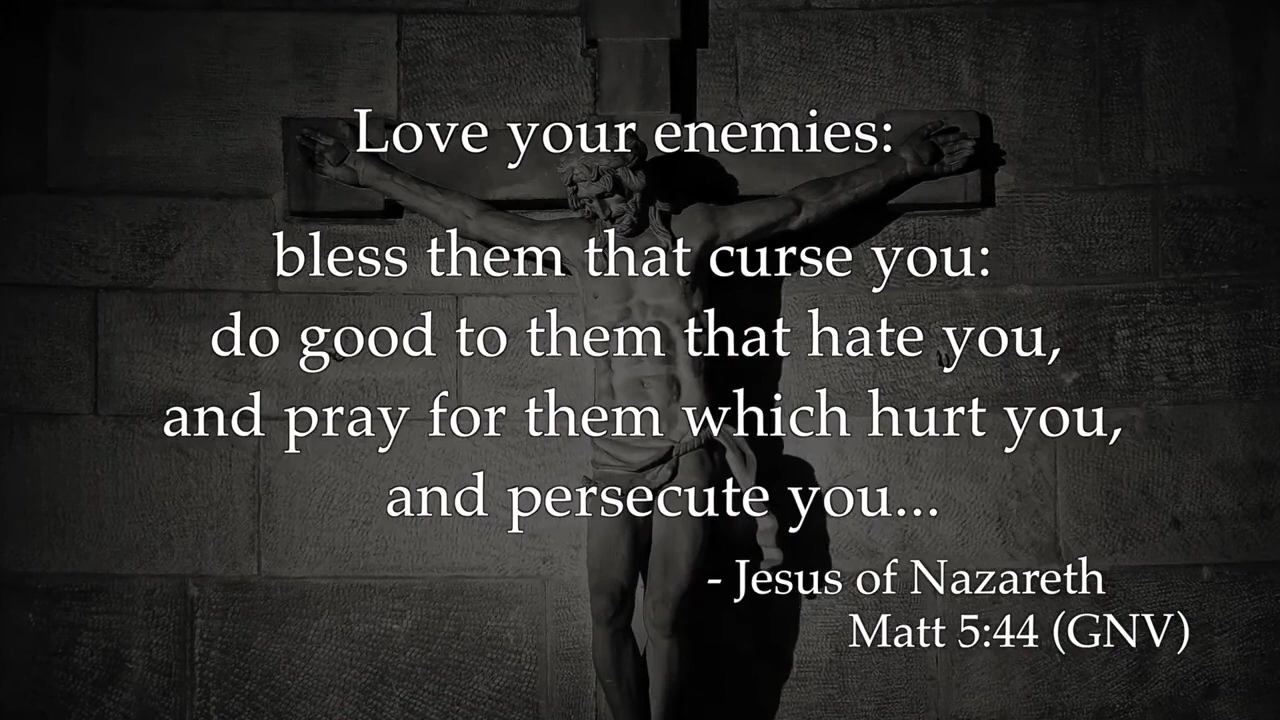 Love your enemies:
bless them that curse you:
do good to them that hate you,
and pray for them which hurt you,
and persecute you...
- Jesus of Nazareth
Matt 5:44 (GNV)